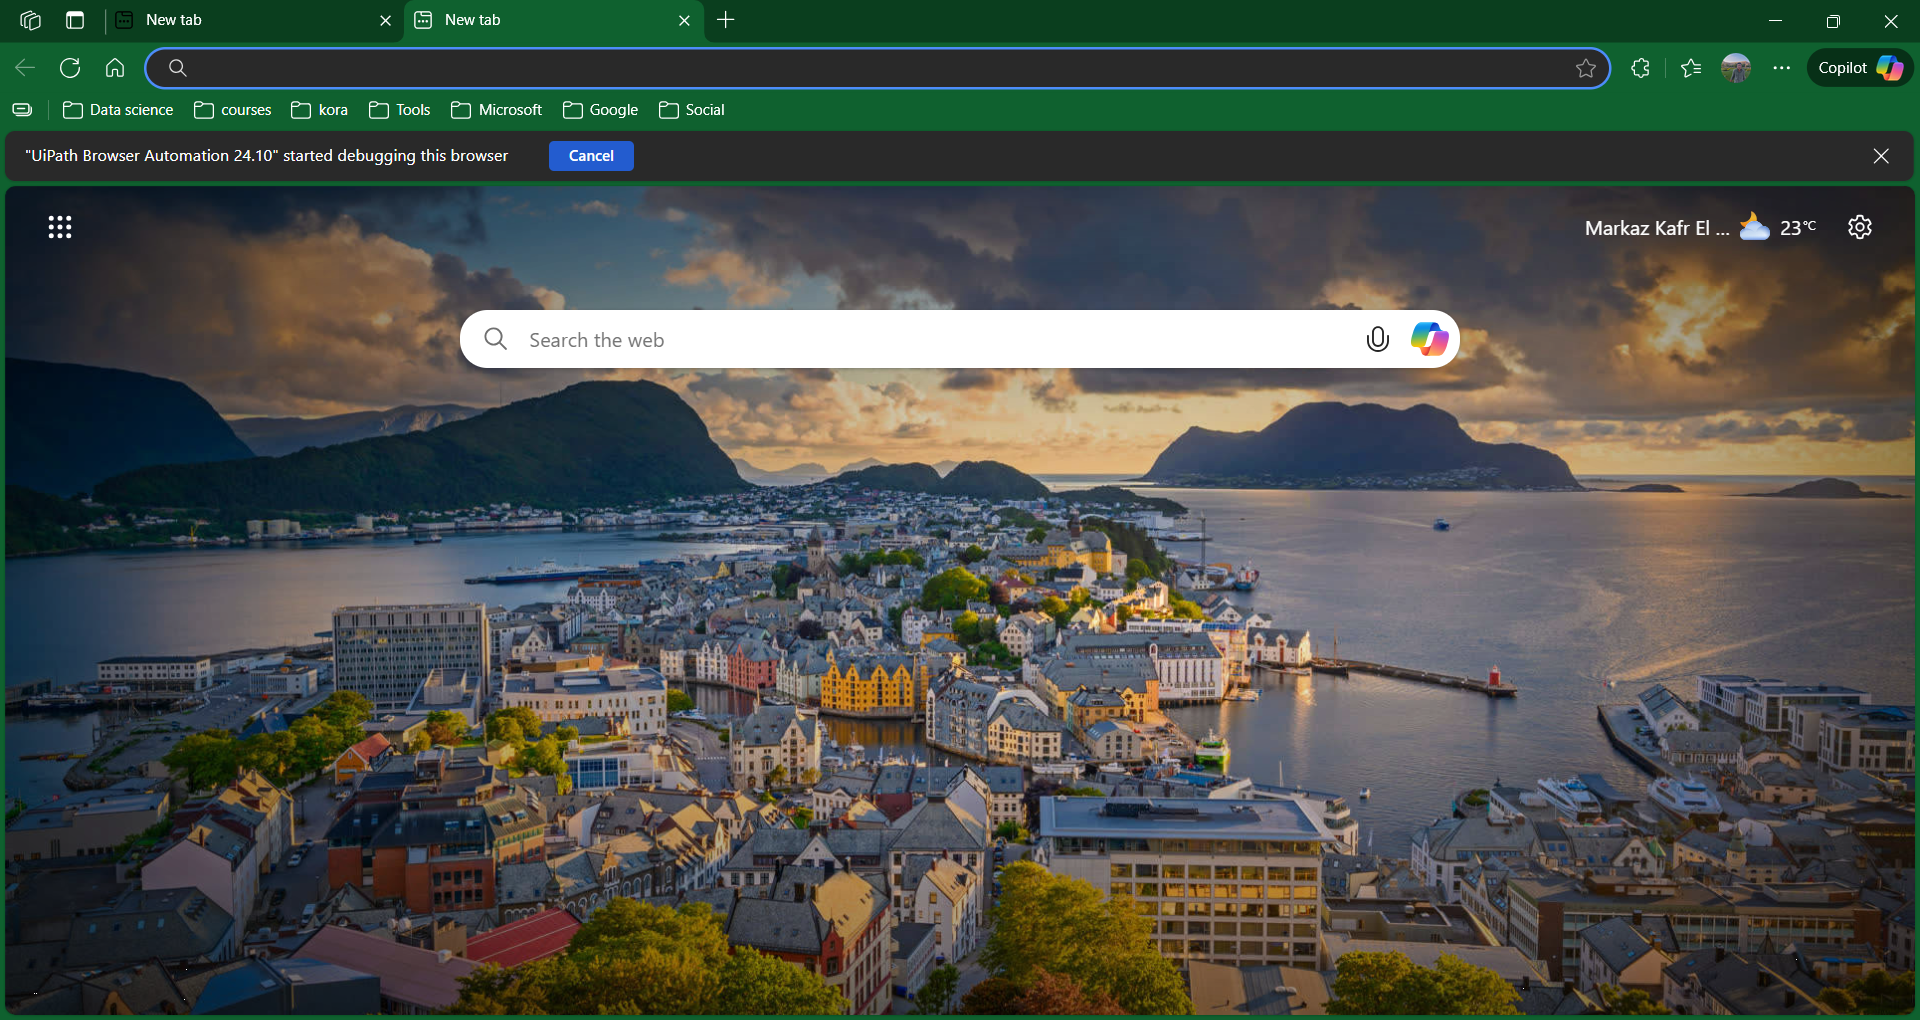 New tab
New tab
Copilot
Data science
courses
kora
Tools
Microsoft
Google
Social
"UiPath Browser Automation 24.10" started debugging this browser
Cancel
Markaz Kafr El ...
23°C
Search the web